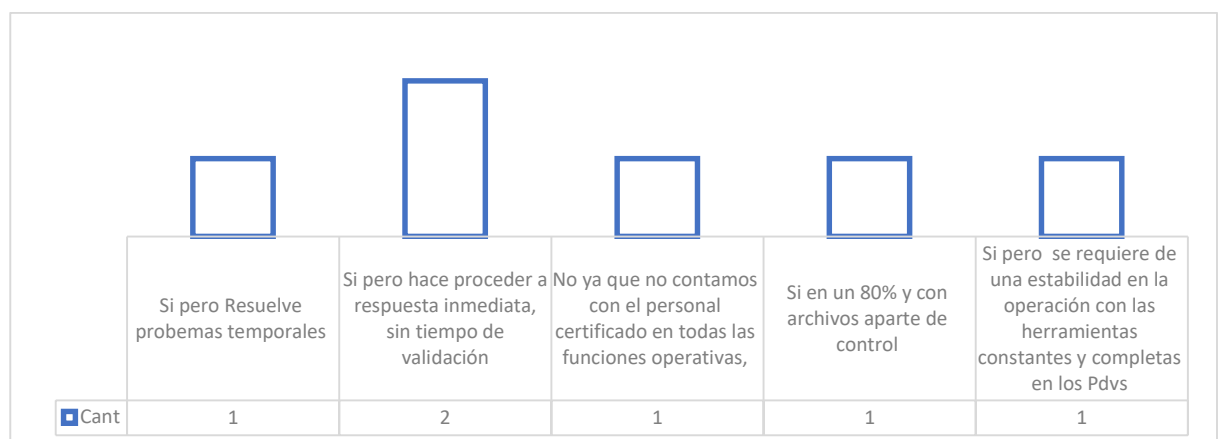 Si pero Resuelve
probemas temporales
Si pero hace proceder a
respuesta inmediata,
sin tiempo de
validación
No ya que no contamos
con el personal
certificado en todas las
funciones operativas,
Si en un 80% y con
archivos aparte de
control
Si pero se requiere de
una estabilidad en la
operación con las
herramientas
constantes y completas
en los Pdvs
Cant 1 2 1 1 1